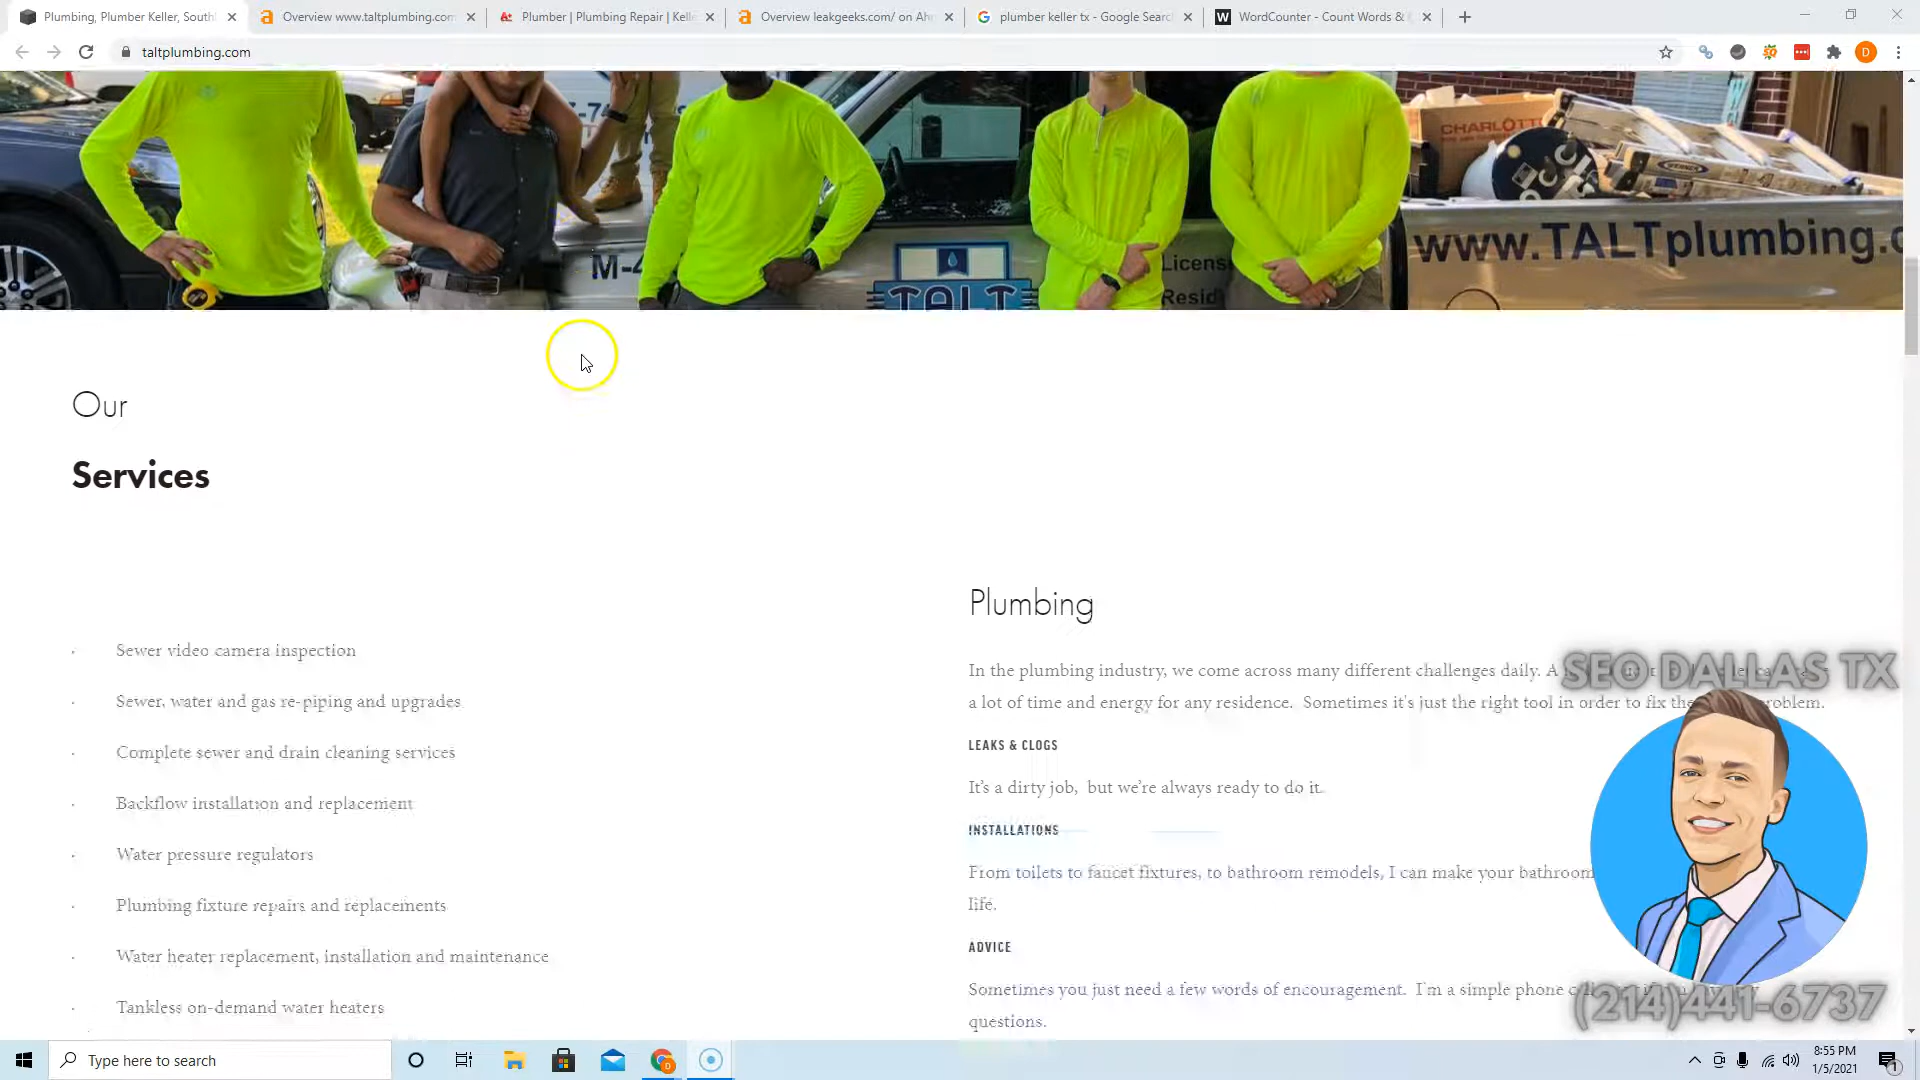 Plumbing, Plumber Keller, South
Overview www.taltplumbing.com
Plumber | Plumbing Repair | Kelle
Overview leakgeeks.com/ on Ah
plumber keller tx - Google Searc
WordCounter - Count Words &
taltplumbing.com
CHARLOTTE
WERNER
www.TALTplumbing.c
M-4
Licens
Resid
TALT
Our
Services
Plumbing
Sewer video camera inspection
Sewer, water and gas re-piping and upgrades
Complete sewer and drain cleaning services
Backflow installation and replacement
Water pressure regulators
Plumbing fixture repairs and replacements
Water heater replacement, installation and maintenance
Tankless on-demand water heaters
In the plumbing industry, we come across many different challenges daily. A
a lot of time and energy for any residence. Sometimes it's just the right tool in order to fix the problem.
LEAKS & CLOGS
It's a dirty job, but we're always ready to do it.
INSTALLATIONS
From toilets to faucet fixtures, to bathroom remodels, I can make your bathroom
life.
ADVICE
Sometimes you just need a few words of encouragement. I'm a simple phone
questions.
SEO DALLAS TX
(214)441-6737
Type here to search
8:55 PM
1/5/2021